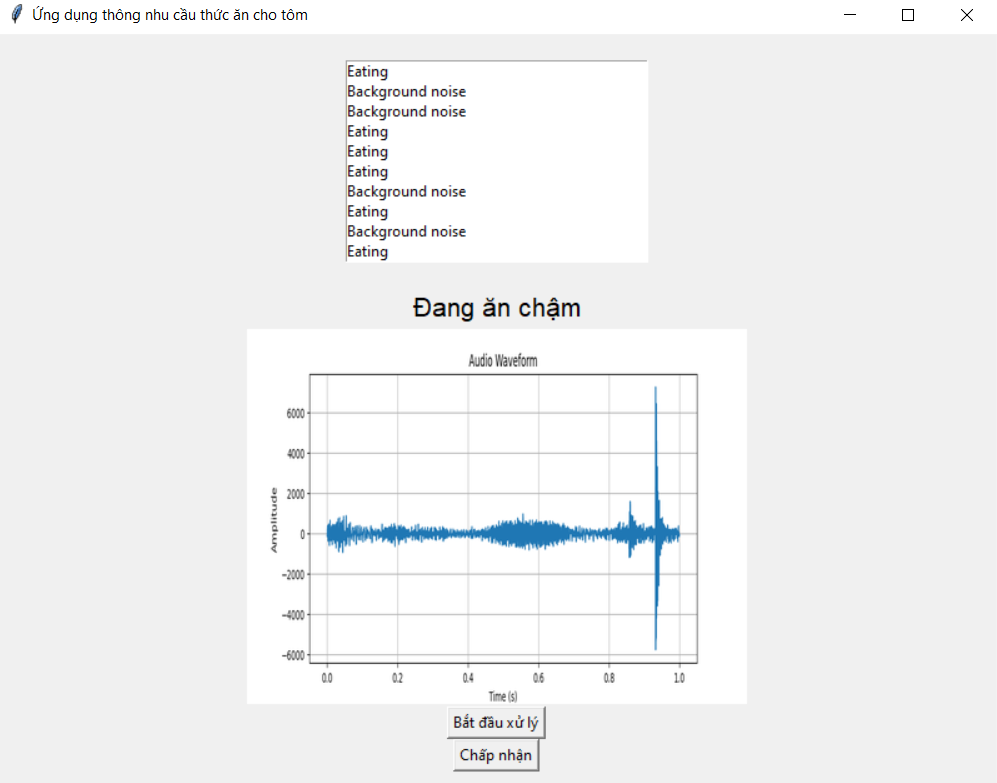 Ứng dụng thông nhu cầu thức ăn cho tôm
Eating
Background noise
Background noise
Eating
Eating
Eating
Background noise
Eating
Background noise
Eating
Đang ăn chậm
Audio Waveform
6000
4000
2000
0
−2000
−4000
−6000
Amplitude
0.0 0.2 0.4 0.6 0.8 1.0
Time (s)
Bắt đầu xử lý
Chấp nhận